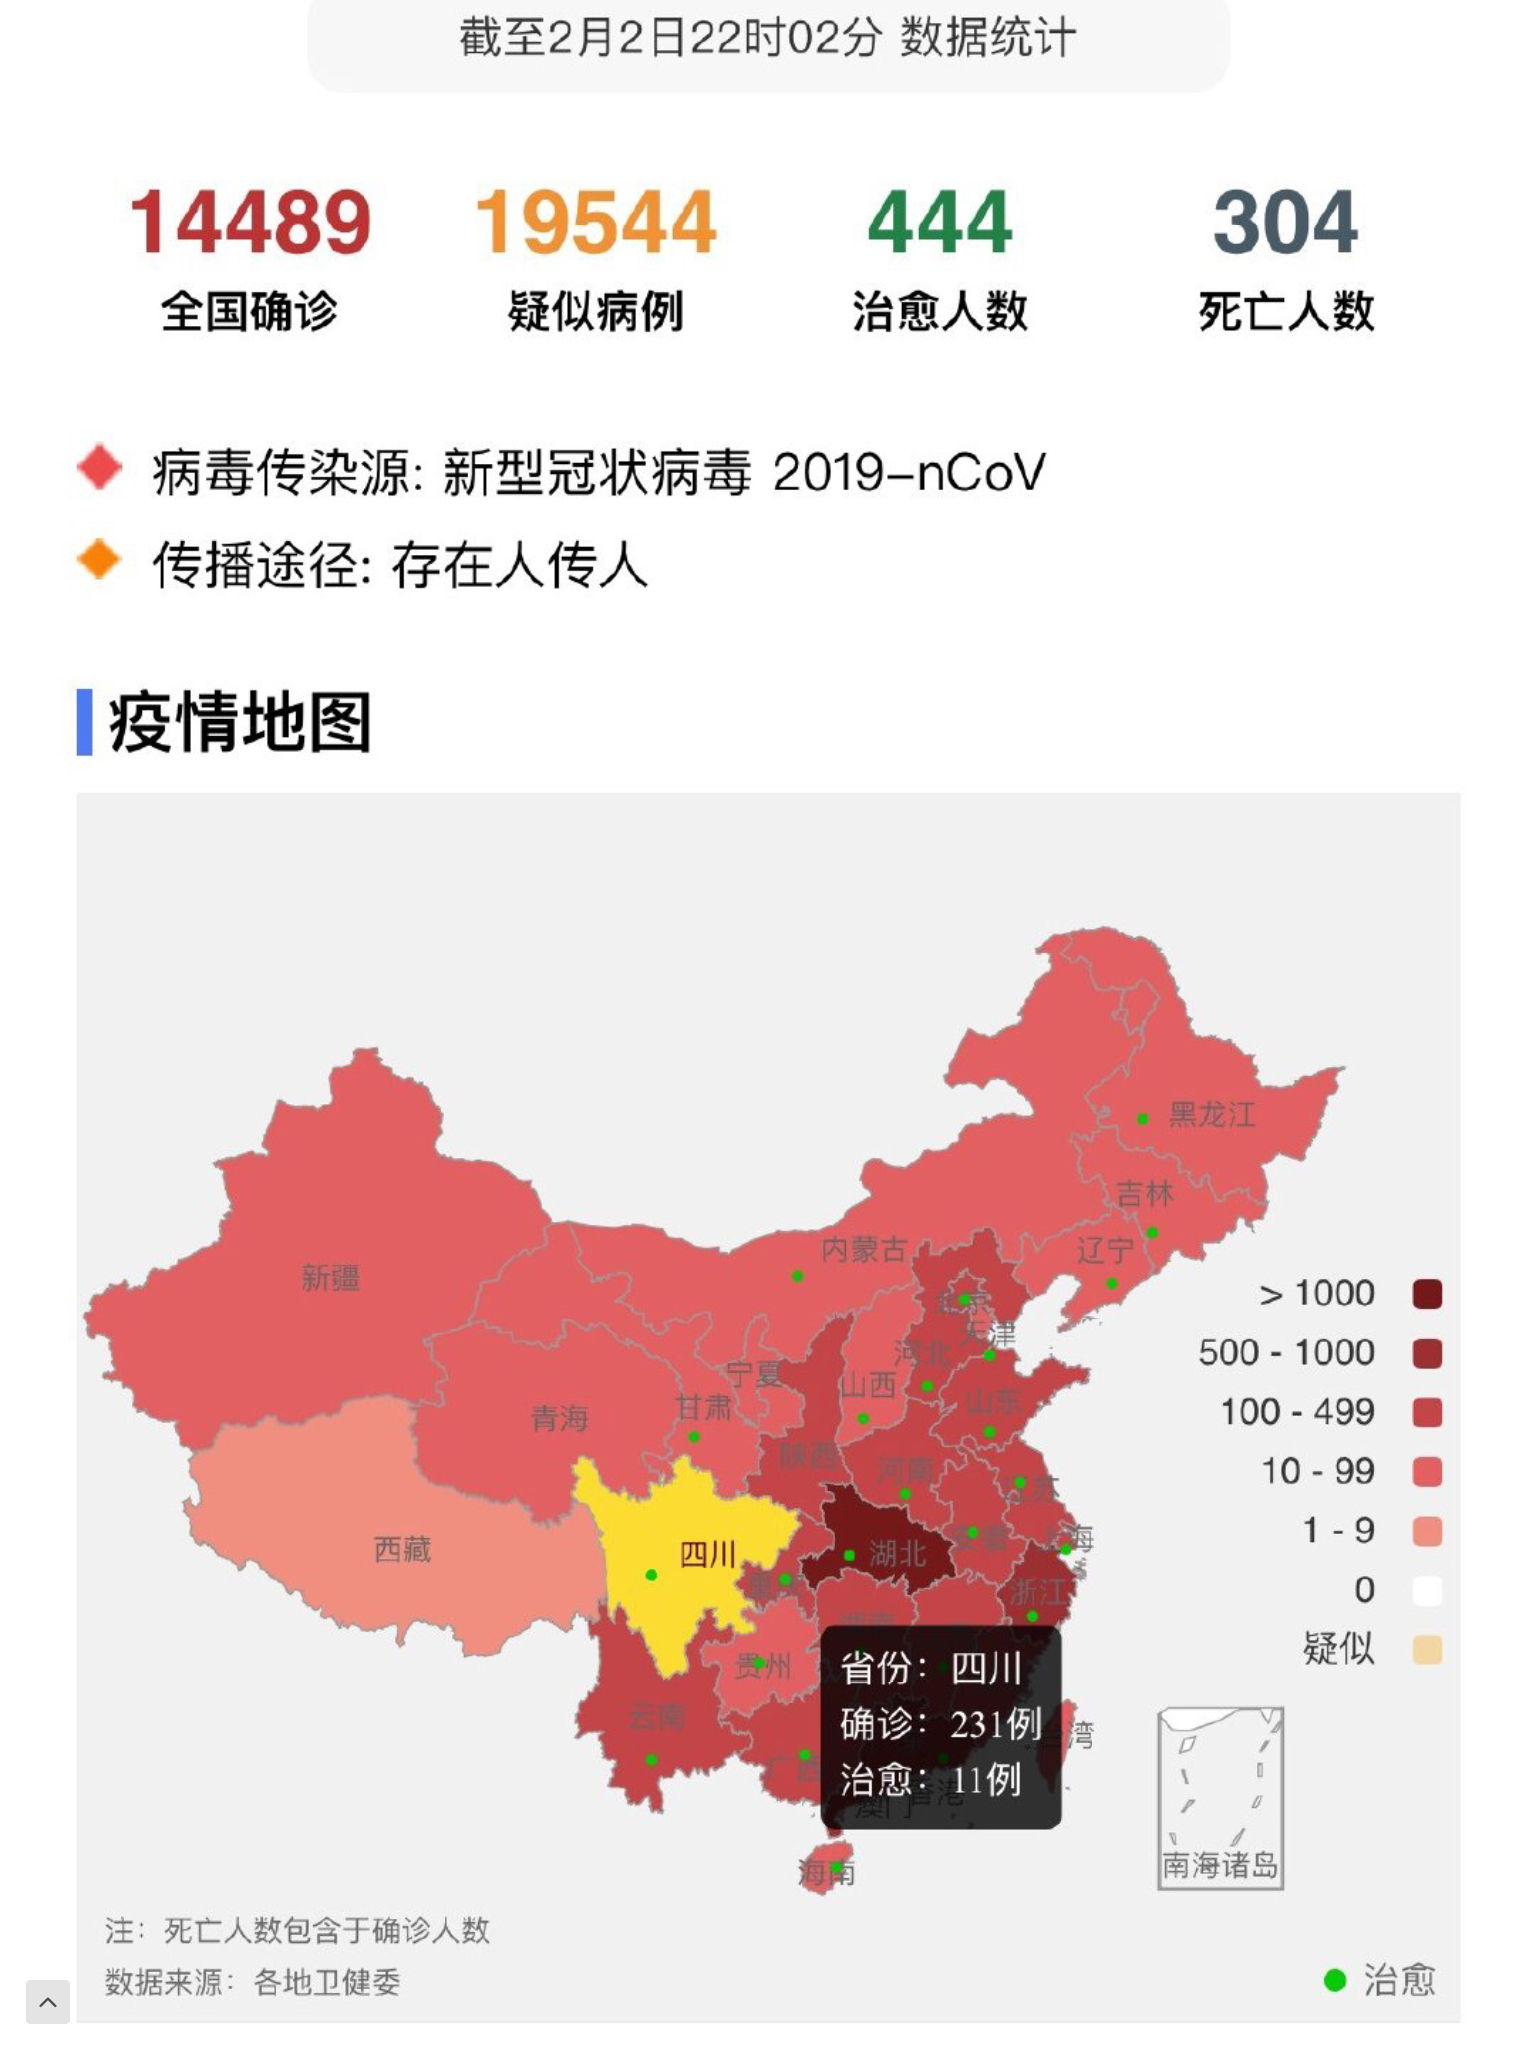 截至2月2日22时02分 数据统计
14489 19544 444 304
全国确诊 疑似病例 治愈人数 死亡人数
病毒传染源: 新型冠状病毒 2019-nCoV
传播途径: 存在人传人
疫情地图
黑龙江
吉林
内蒙古
辽宁
新疆
北京
天津
> 1000
河北
500 - 1000
宁夏
山西
山东
甘肃
青海
100 - 499
陕西
河南
10 - 99
江苏
西藏
四川
湖北
安徽
上海
1 - 9
重庆
浙江
0
湖南
疑似
贵州
省份：四川
云南
确诊：231例
台湾
广西
治愈：11例
香港
澳门
海南
南海诸岛
注：死亡人数包含于确诊人数
数据来源：各地卫健委
治愈